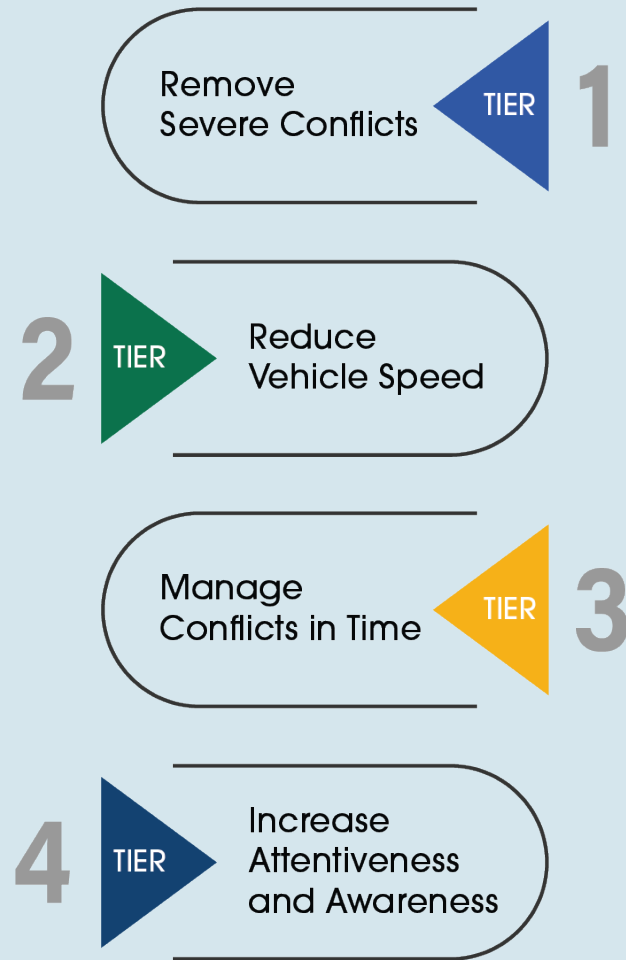 Remove
Severe Conflicts
TIER
1
2
TIER
Reduce
Vehicle Speed
Manage
Conflicts in Time
TIER
3
4
TIER
Increase
Attentiveness
and Awareness